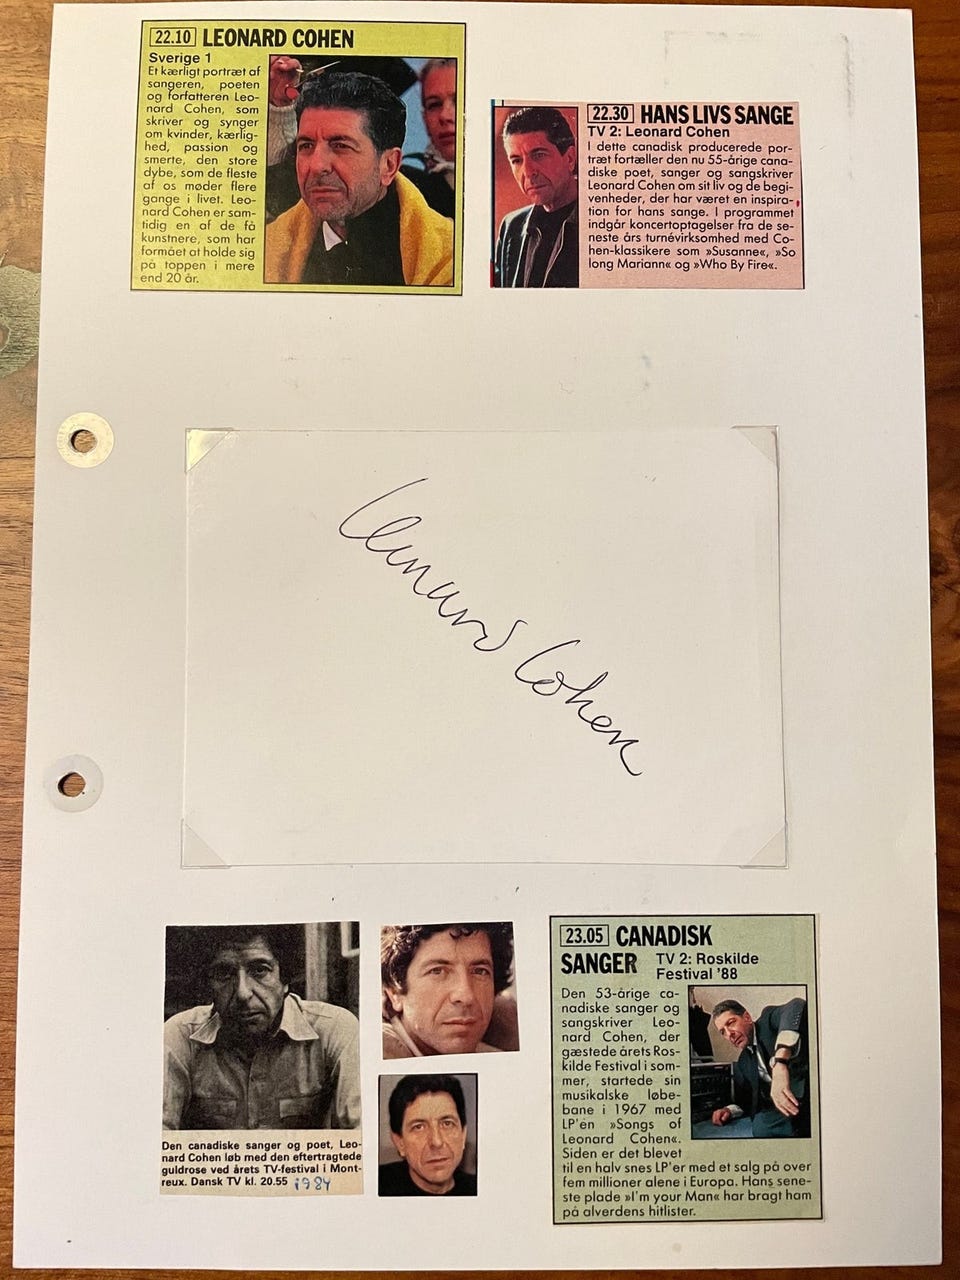 22.10 LEONARD COHEN
Sverige 1
Et kærligt portræt af
sangeren, poeten
og forfatteren Leo-
nard Cohen, som
skriver og synger
om kvinder, kærlig-
hed, passion og
smerte, den store
dybe, som de fleste
af os møder flere
gange i livet. Leo-
nard Cohen er sam-
tidig en af de få
kunstnere, som har
formået at holde sig
på toppen i mere
end 20 år.
22.30 HANS LIVS SANGE
TV 2: Leonard Cohen
I dette canadisk producerede por-
træt fortæller den nu 55-årige cana-
diske poet, sanger og sangskriver
Leonard Cohen om sit liv og de begi-
venheder, der har været en inspira-
tion for hans sange. I programmet
indgår koncertoptagelser fra de se-
neste års turnévirksomhed med Co-
hen-klassikere som »Susanne«, »So
long Mariann« og »Who By Fire«.
Leonard Cohen
Den canadiske sanger og poet, Leo-
nard Cohen løb med den eftertragtede
guldrose ved årets TV-festival i Mont-
reux. Dansk TV kl. 20.55 1984
23.05 CANADISK
SANGER TV 2: Roskilde
Festival '88
Den 53-årige ca-
nadiske sanger og
sangskriver Leo-
nard Cohen, der
gæstede årets Ros-
kilde Festival i som-
mer, startede sin
musikalske løbe-
bane i 1967 med
LP'en »Songs of
Leonard Cohen«.
Siden er det blevet
til en halv snes LP'er med et salg på over
fem millioner alene i Europa. Hans sene-
ste plade »I'm your Man« har bragt ham
på alverdens hitlister.